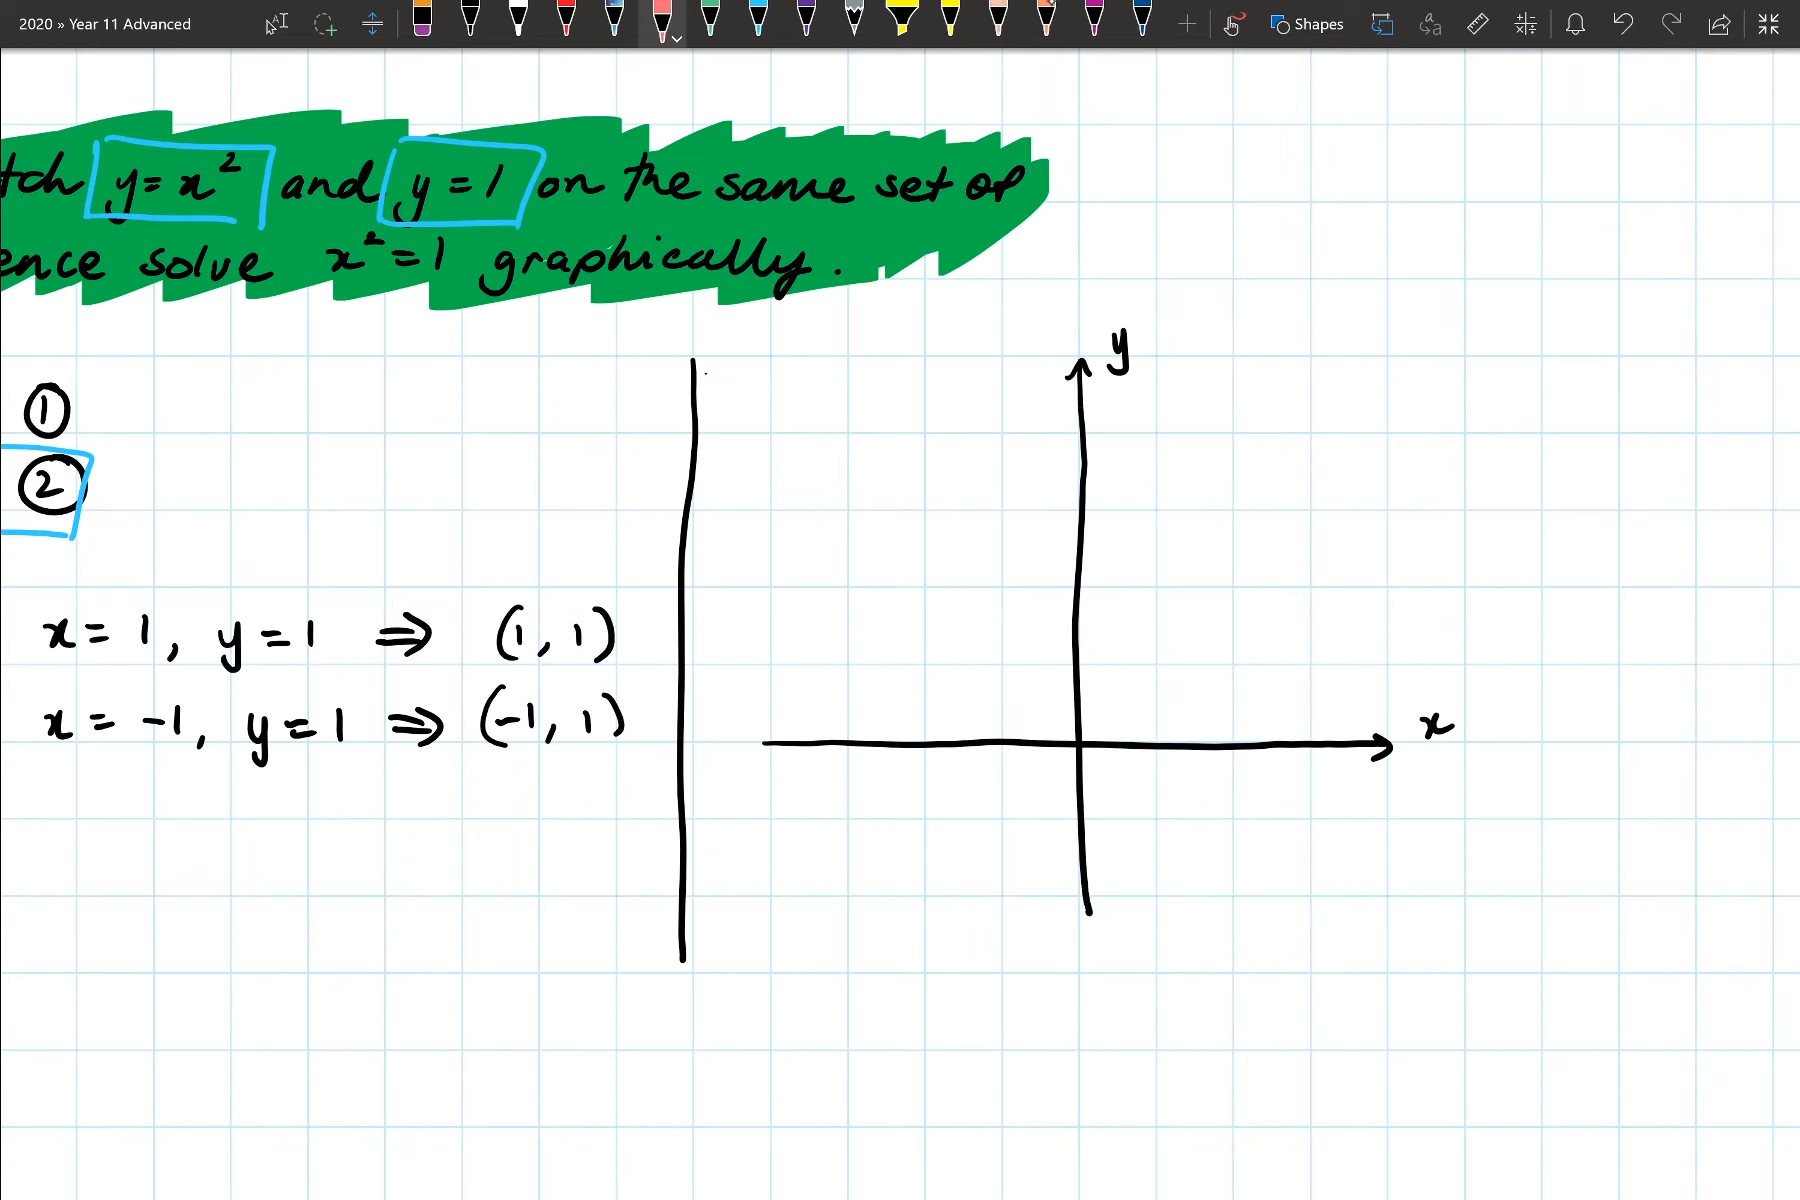 2020 » Year 11 Advanced
Shapes
tch y=x² and y=1 on the same set of
ence solve x²=1 graphically.
①
②
x=1, y=1 ⇒ (1, 1)
x=-1, y=1 ⇒ (-1, 1)
y
x